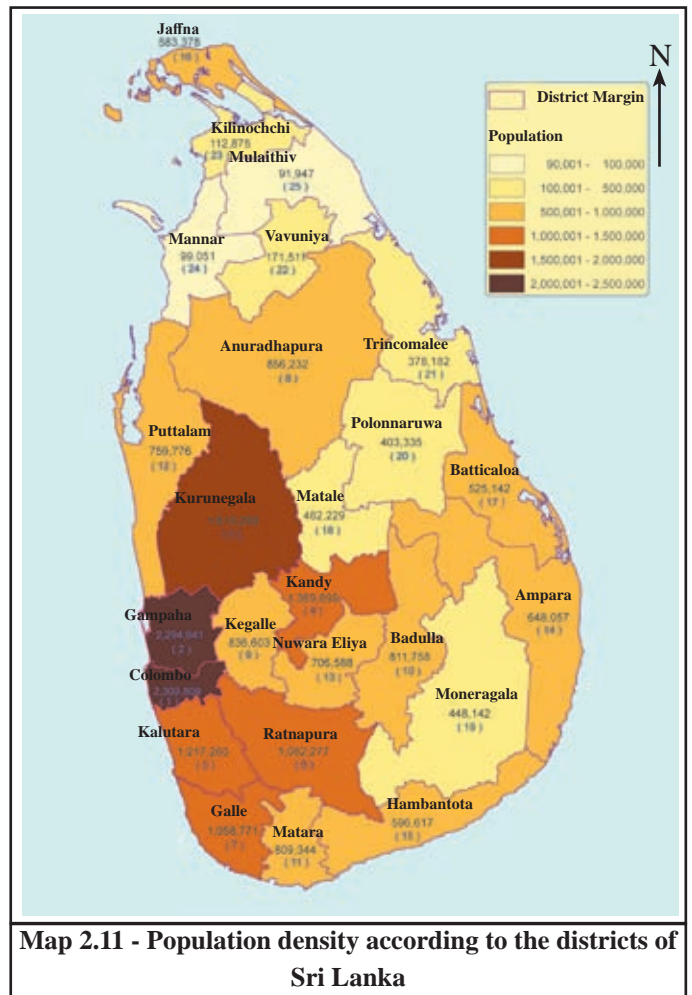 Jaffna
583,378
(16)
N
District Margin
Population
90,001 - 100.000
100,001 - 500.000
500,001 - 1.000.000
1,000,001 - 1.500.000
1,500,001 - 2.000.000
2,000,001 - 2,500.000
Kilinochchi
112,875
(23
Mulaithiv
91,947
(25)
Mannar
99,051
(24)
Vavuniya
171,511
(22)
Anuradhapura
856,232
(8)
Trincomalee
378,182
(21)
Polonnaruwa
403,335
(20)
Puttalam
759,776
(12)
Batticaloa
525,142
(17)
Kurunegala
Matale
482,229
(18)
Kandy
(4)
Ampara
648,057
(14)
Gampaha
2,294,641
(2)
Kegalle
836,603
(9)
Nuwara Eliya
706,588
(13)
Badulla
811,758
(10)
Colombo
(1)
Moneragala
448,142
(19)
Kalutara
1,217,260
(5)
Ratnapura
1,082,277
(6)
Galle
1,058,771
(7)
Matara
809,344
(11)
Hambantota
596,617
(15)
Map 2.11 - Population density according to the districts of
Sri Lanka